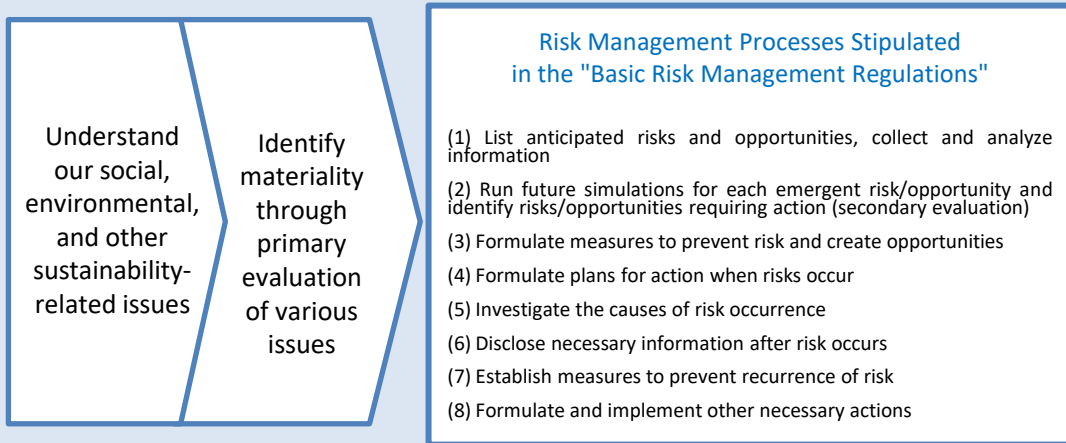 Understand
our social,
environmental,
and other
sustainability-
related issues
Identify
materiality
through
primary
evaluation
of various
issues
Risk Management Processes Stipulated
in the "Basic Risk Management Regulations"
(1) List anticipated risks and opportunities, collect and analyze
information
(2) Run future simulations for each emergent risk/opportunity and
identify risks/opportunities requiring action (secondary evaluation)
(3) Formulate measures to prevent risk and create opportunities
(4) Formulate plans for action when risks occur
(5) Investigate the causes of risk occurrence
(6) Disclose necessary information after risk occurs
(7) Establish measures to prevent recurrence of risk
(8) Formulate and implement other necessary actions